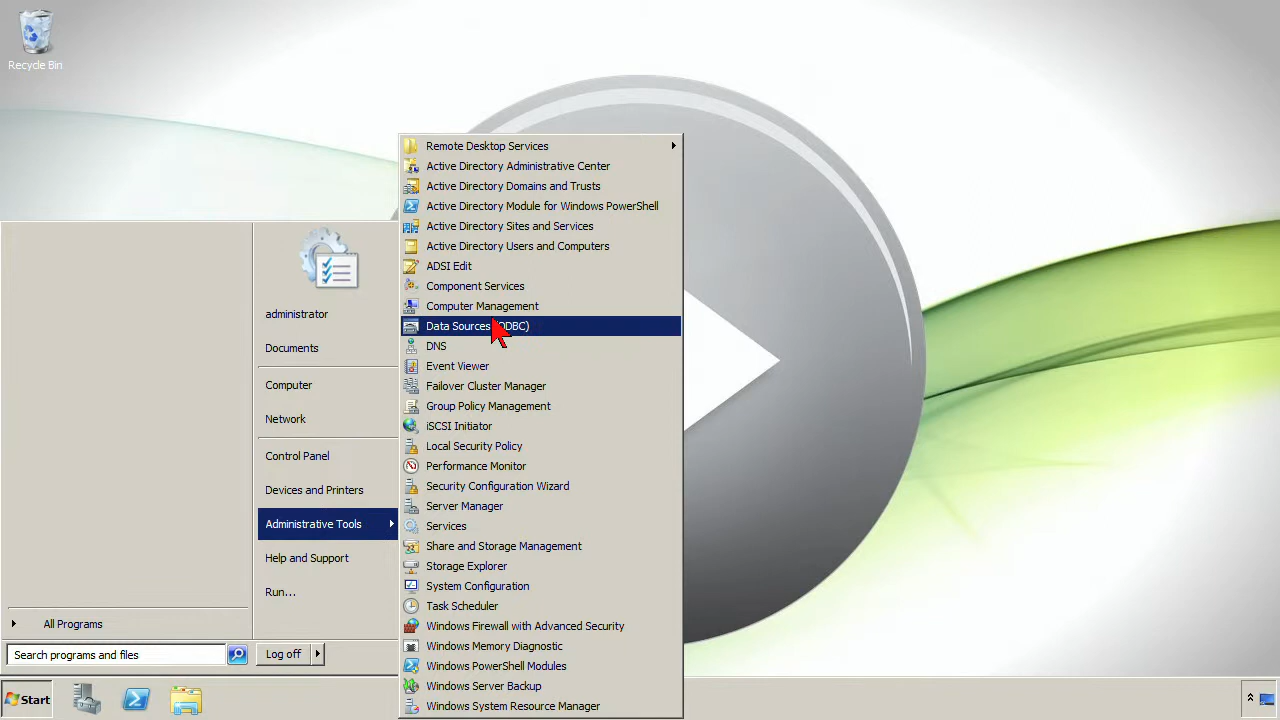 Recycle Bin
Remote Desktop Services
Active Directory Administrative Center
Active Directory Domains and Trusts
Active Directory Module for Windows PowerShell
Active Directory Sites and Services
Active Directory Users and Computers
ADSI Edit
Component Services
Computer Management
Data Sources (ODBC)
DNS
Event Viewer
Failover Cluster Manager
Group Policy Management
iSCSI Initiator
Local Security Policy
Performance Monitor
Security Configuration Wizard
Server Manager
Services
Share and Storage Management
Storage Explorer
System Configuration
Task Scheduler
Windows Firewall with Advanced Security
Windows Memory Diagnostic
Windows PowerShell Modules
Windows Server Backup
Windows System Resource Manager
administrator
Documents
Computer
Network
Control Panel
Devices and Printers
Administrative Tools
Help and Support
Run...
All Programs
Search programs and files
Log off
Start